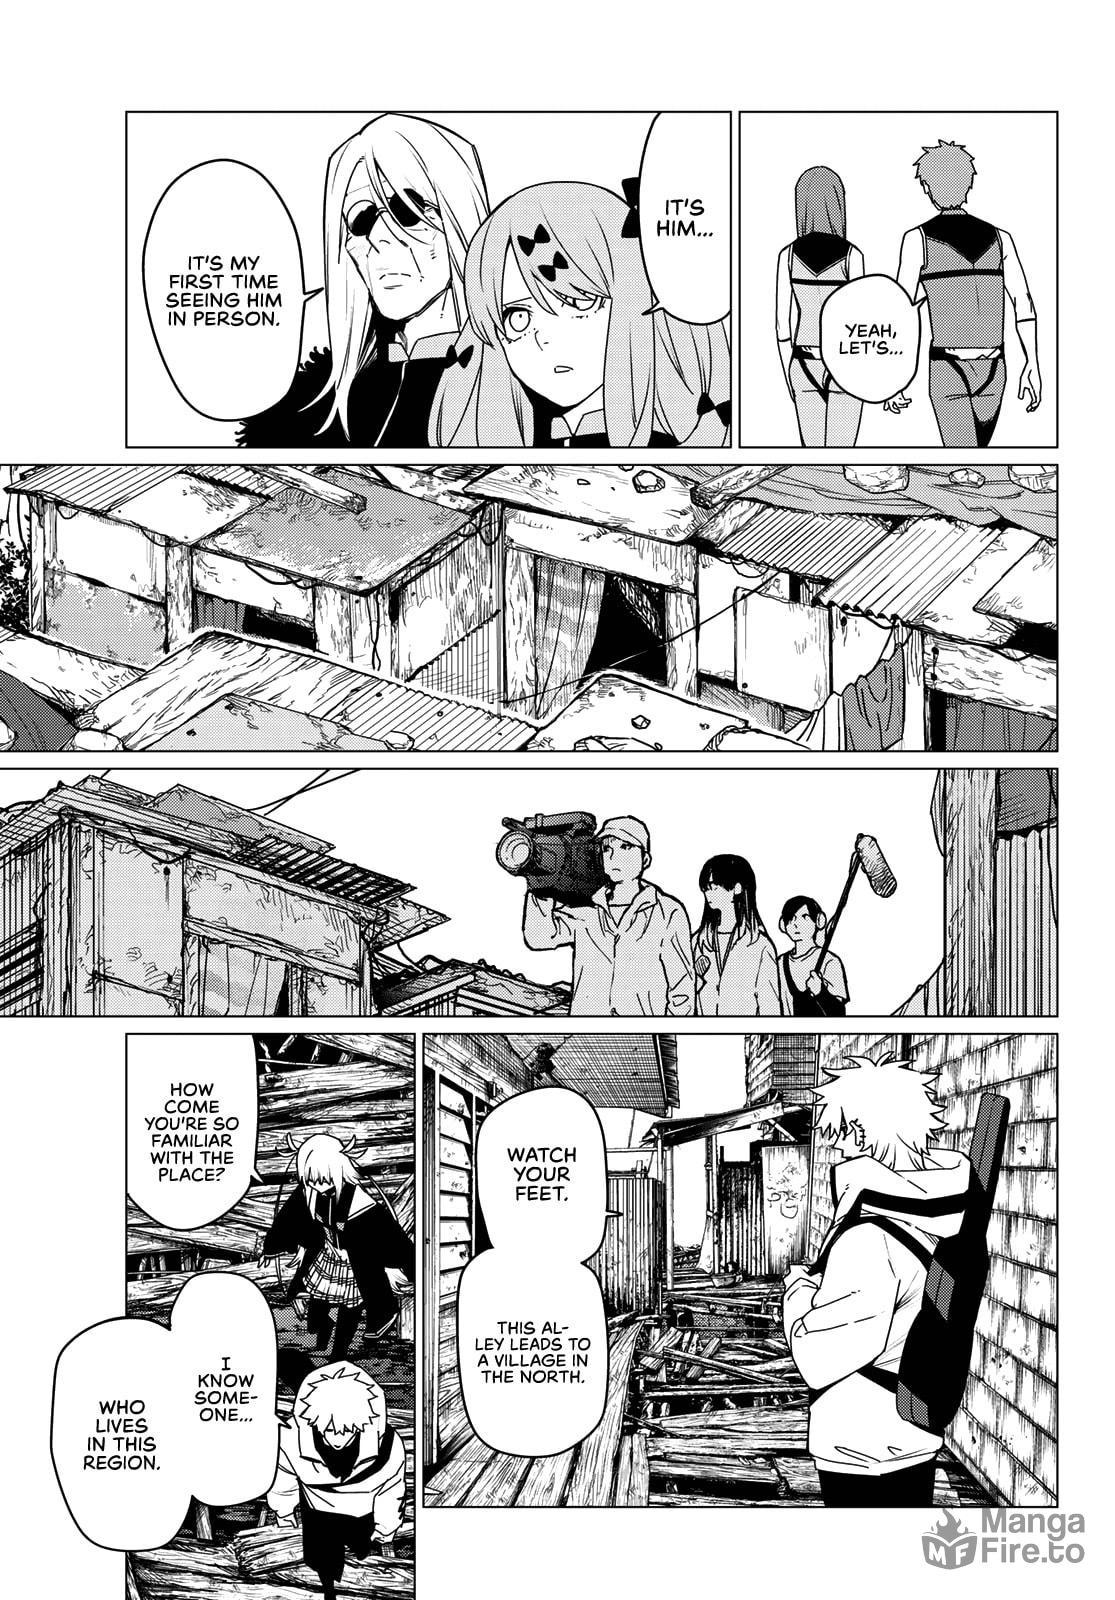 YEAH,
LET'S...
IT'S
HIM...
IT'S MY
FIRST TIME
SEEING HIM
IN PERSON.
WATCH
YOUR
FEET.
THIS AL-
LEY LEADS TO
A VILLAGE IN
THE NORTH.
HOW
COME
YOU'RE SO
FAMILIAR
WITH THE
PLACE?
I
KNOW
SOME-
ONE...
WHO
LIVES
IN THIS
REGION.
MF
Manga
Fire.to